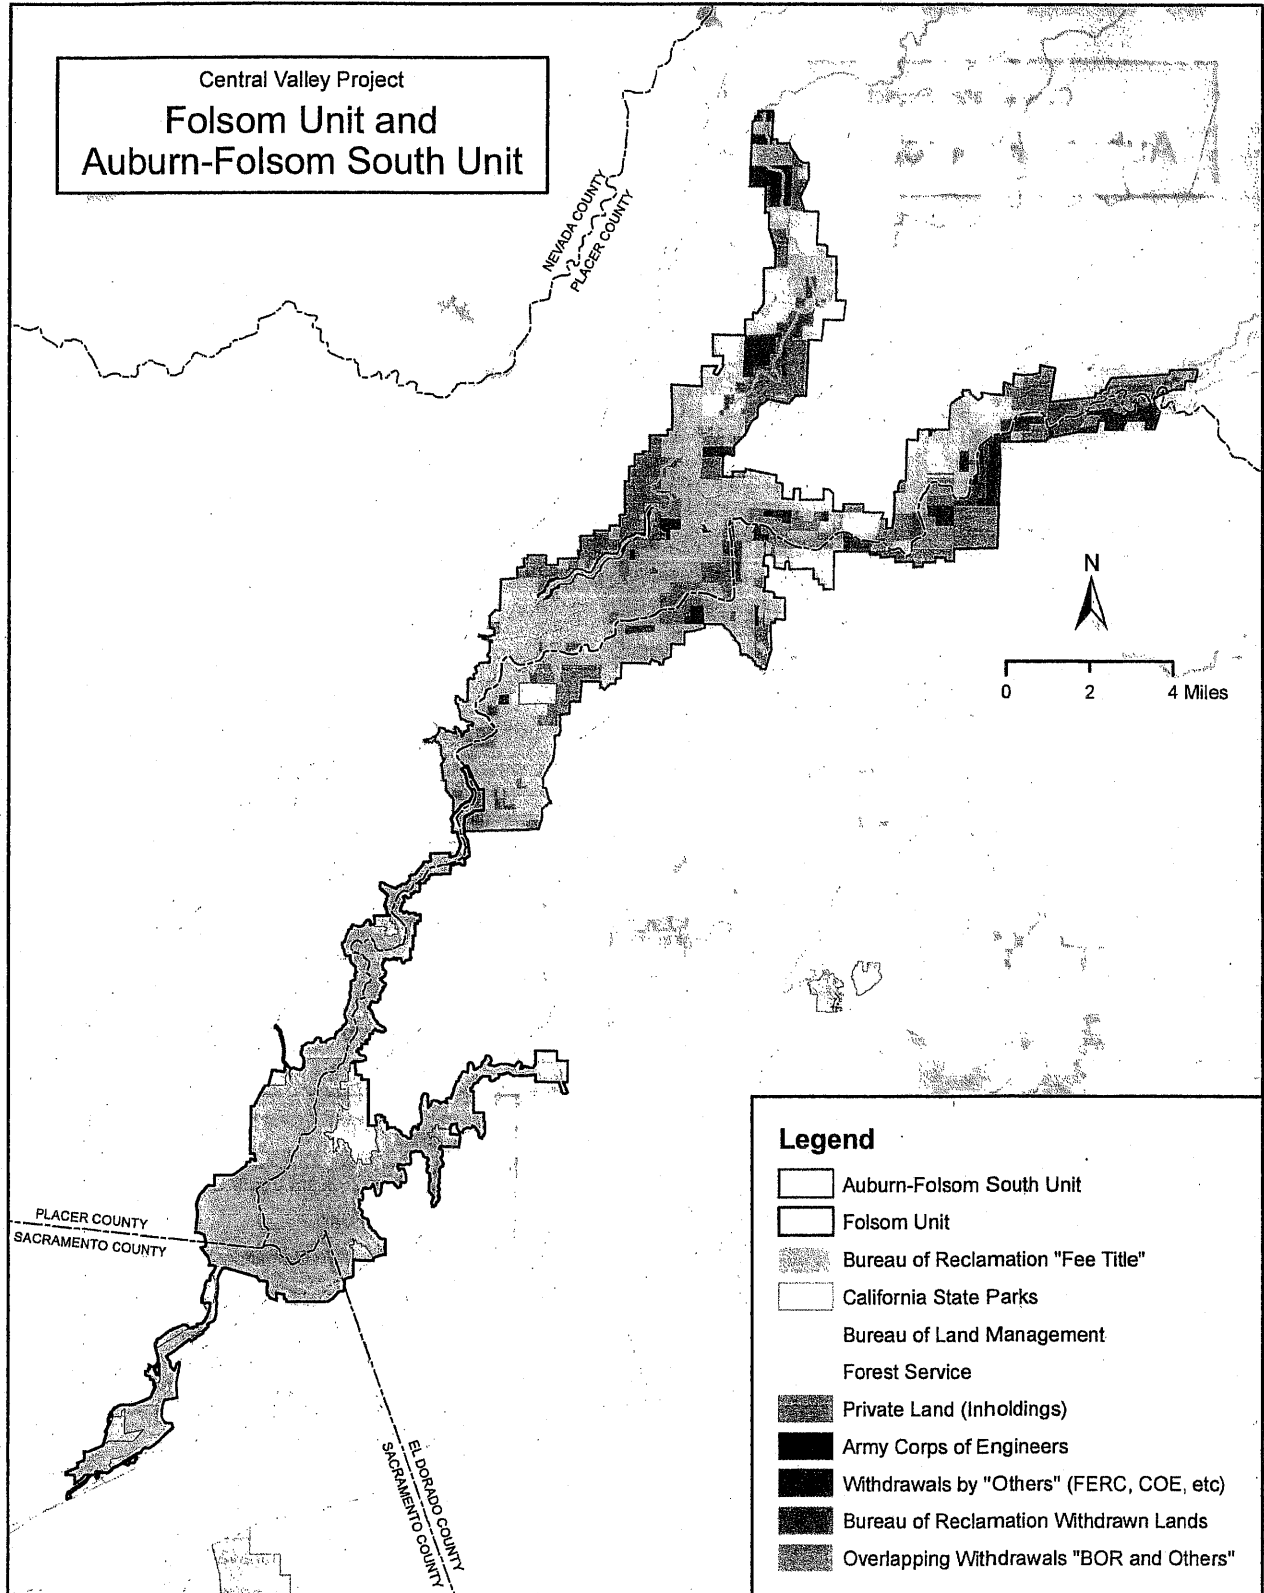 Central Valley Project
Folsom Unit and
Auburn-Folsom South Unit
NEVADA COUNTY
PLACER COUNTY
N
0 2 4 Miles
PLACER COUNTY
SACRAMENTO COUNTY
EL DORADO COUNTY
SACRAMENTO COUNTY
Legend
Auburn-Folsom South Unit
Folsom Unit
Bureau of Reclamation "Fee Title"
California State Parks
Bureau of Land Management
Forest Service
Private Land (Inholdings)
Army Corps of Engineers
Withdrawals by "Others" (FERC, COE, etc)
Bureau of Reclamation Withdrawn Lands
Overlapping Withdrawals "BOR and Others"